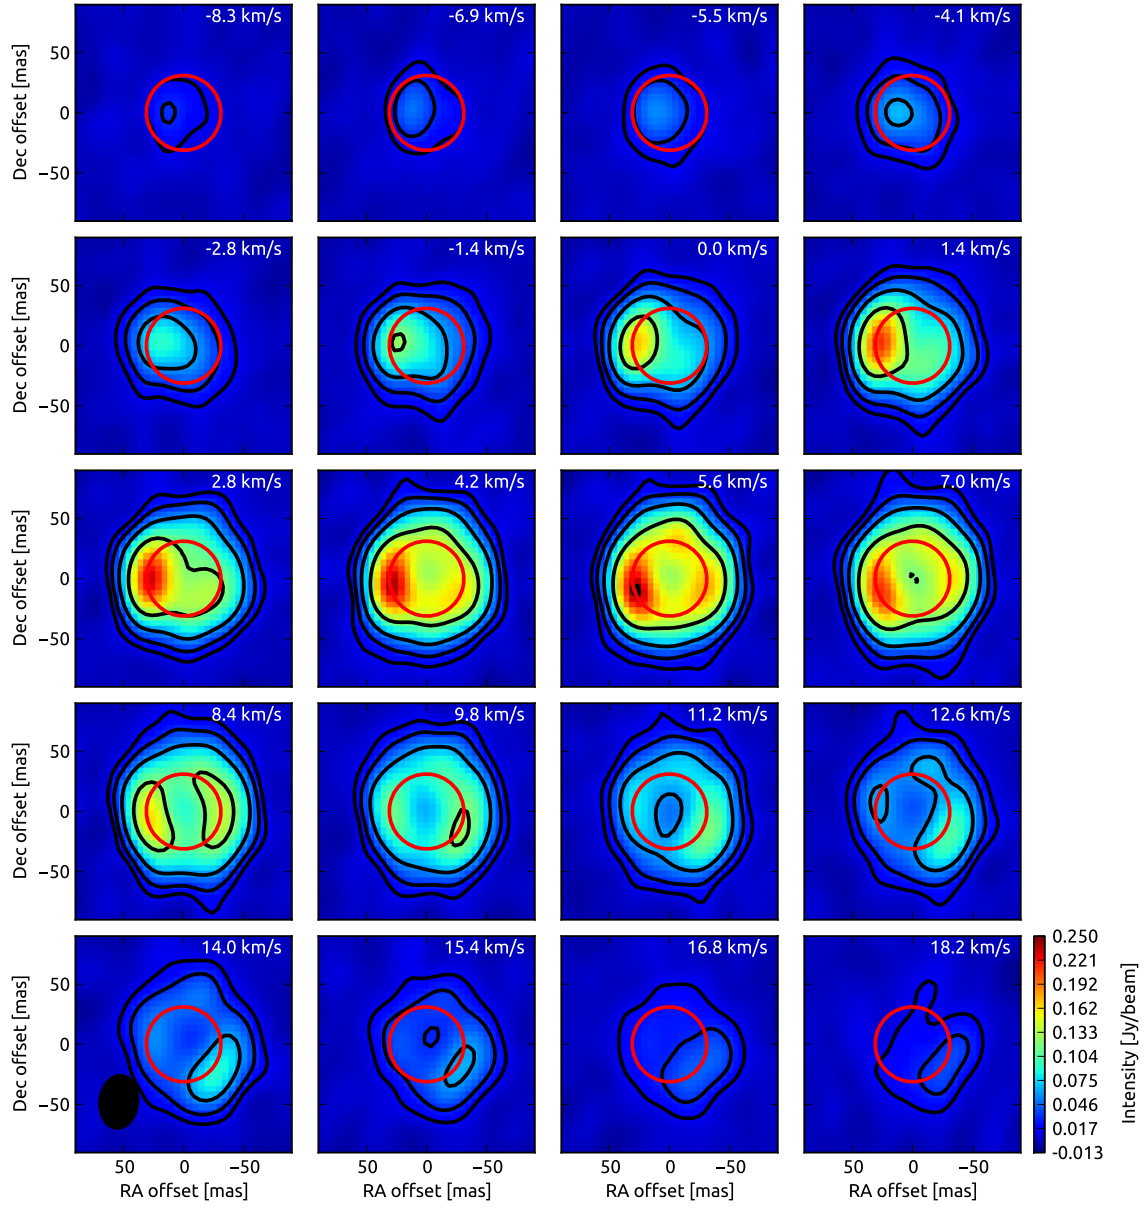 -8.3 km/s
-6.9 km/s
-5.5 km/s
-4.1 km/s
Dec offset [mas]
50
0
−50
-2.8 km/s
-1.4 km/s
0.0 km/s
1.4 km/s
Dec offset [mas]
50
0
−50
2.8 km/s
4.2 km/s
5.6 km/s
7.0 km/s
Dec offset [mas]
50
0
−50
8.4 km/s
9.8 km/s
11.2 km/s
12.6 km/s
Dec offset [mas]
50
0
−50
14.0 km/s
15.4 km/s
16.8 km/s
18.2 km/s
Dec offset [mas]
50
0
−50
50 0 −50
50 0 −50
50 0 −50
50 0 −50
RA offset [mas]
RA offset [mas]
RA offset [mas]
RA offset [mas]
0.250
0.221
0.192
0.162
0.133
0.104
0.075
0.046
0.017
-0.013
Intensity [Jy/beam]